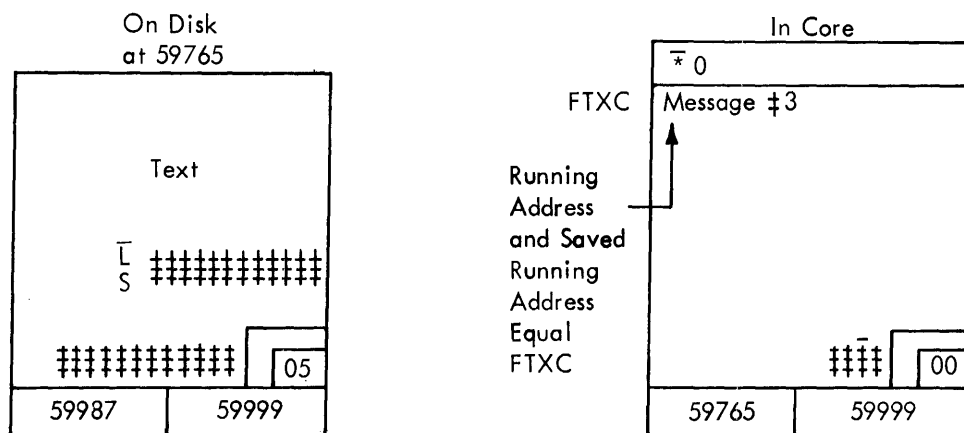 On Disk
at 59765
Text
L̅
S
⯒⯒⯒⯒⯒⯒⯒⯒⯒⯒⯒⯒
⯒⯒⯒⯒⯒⯒⯒⯒⯒⯒⯒⯒
05
59987 59999
In Core
*̅ 0
FTXC Message ⯒3
Running
Address
and Saved
Running
Address
Equal
FTXC
⯒⯒⯒̅⯒
00
59765 59999